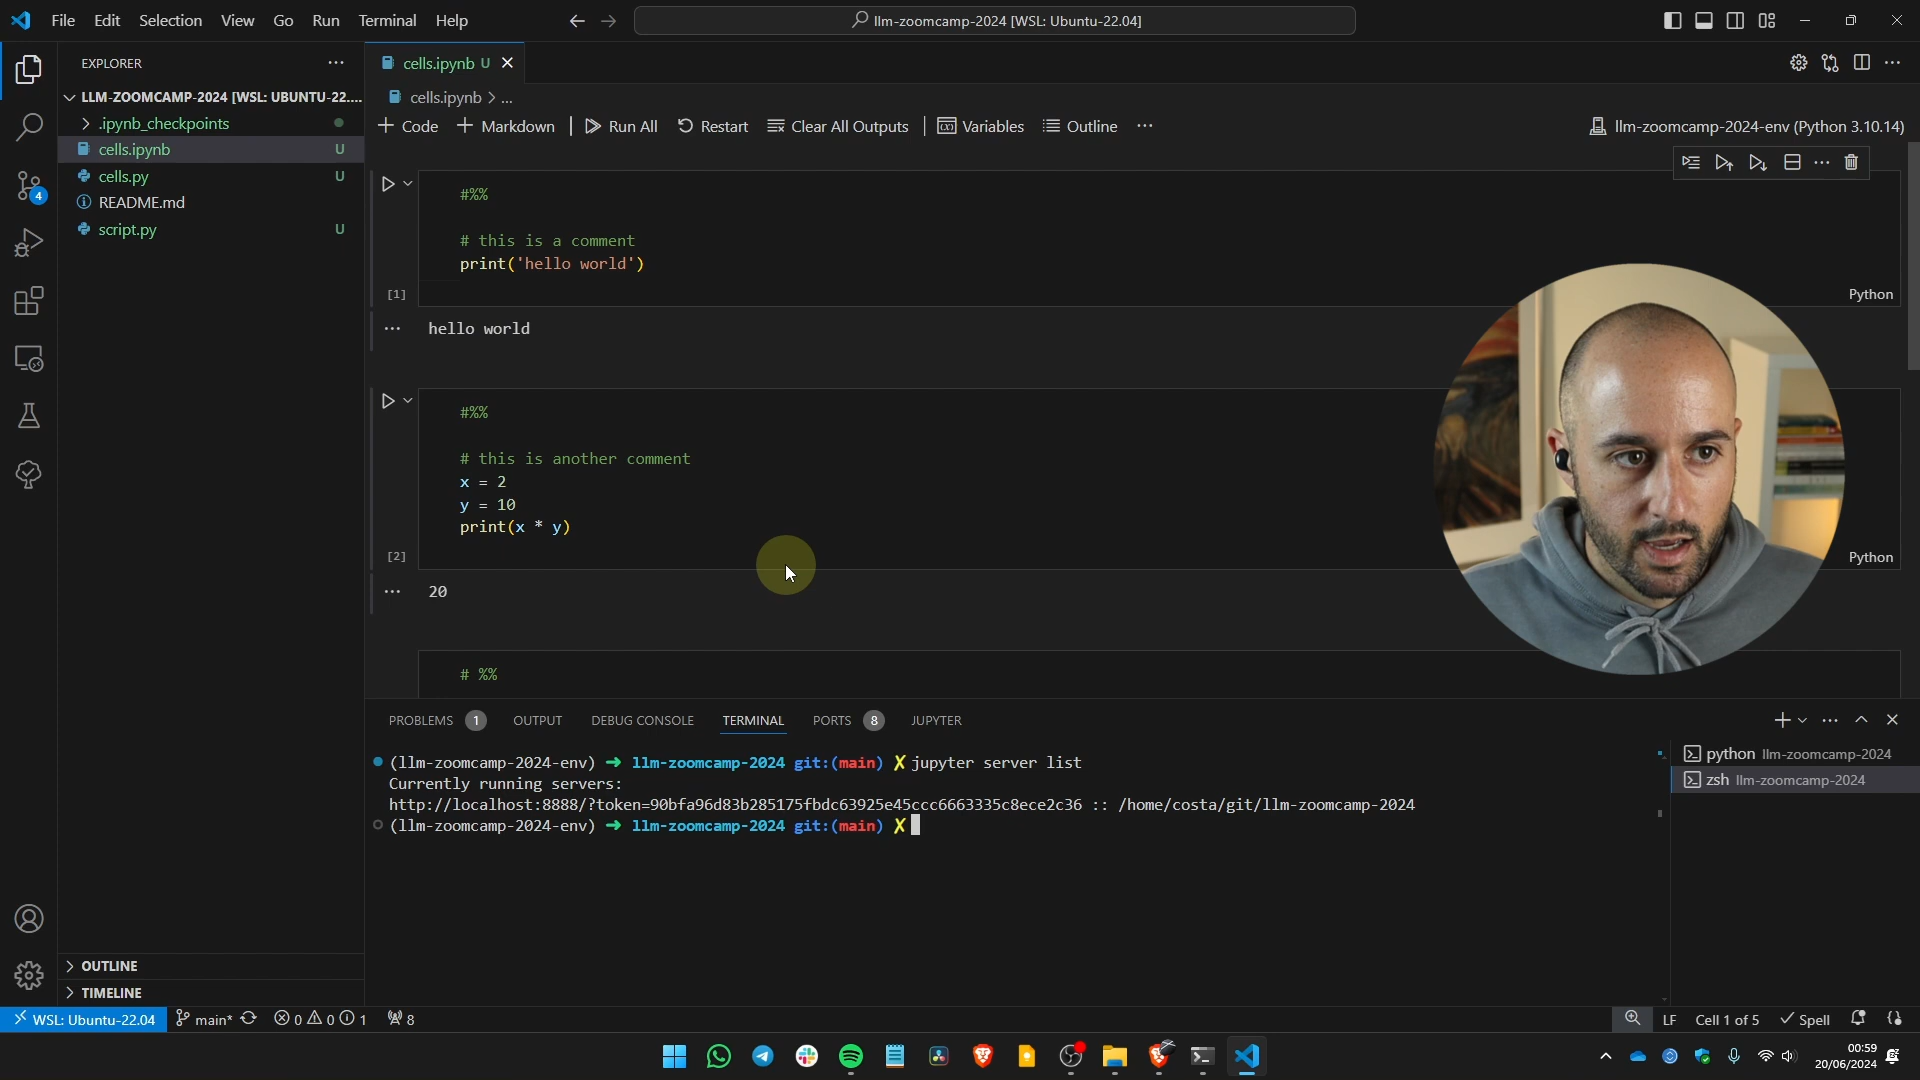 File Edit Selection View Go Run Terminal Help
llm-zoomcamp-2024 [WSL: Ubuntu-22.04]
EXPLORER
LLM-ZOOMCAMP-2024 [WSL: UBUNTU-22....
.ipynb_checkpoints
cells.ipynb U
cells.py U
README.md
script.py U
OUTLINE
TIMELINE
4
cells.ipynb U
cells.ipynb > ...
Code Markdown Run All Restart Clear All Outputs Variables Outline ...
llm-zoomcamp-2024-env (Python 3.10.14)
#%%
# this is a comment
print('hello world')
[1]
Python
hello world
#%%
# this is another comment
x = 2
y = 10
print(x * y)
[2]
Python
20
# %%
PROBLEMS 1 OUTPUT DEBUG CONSOLE TERMINAL PORTS 8 JUPYTER
(llm-zoomcamp-2024-env) ➜ llm-zoomcamp-2024 git:(main) ✗ jupyter server list
Currently running servers:
http://localhost:8888/?token=90bfa96d83b285175fbdc63925e45ccc6663335c8ece2c36 :: /home/costa/git/llm-zoomcamp-2024
(llm-zoomcamp-2024-env) ➜ llm-zoomcamp-2024 git:(main) ✗
python llm-zoomcamp-2024
zsh llm-zoomcamp-2024
WSL: Ubuntu-22.04 main* 0 0 1 8
LF Cell 1 of 5 Spell
00:59
20/06/2024